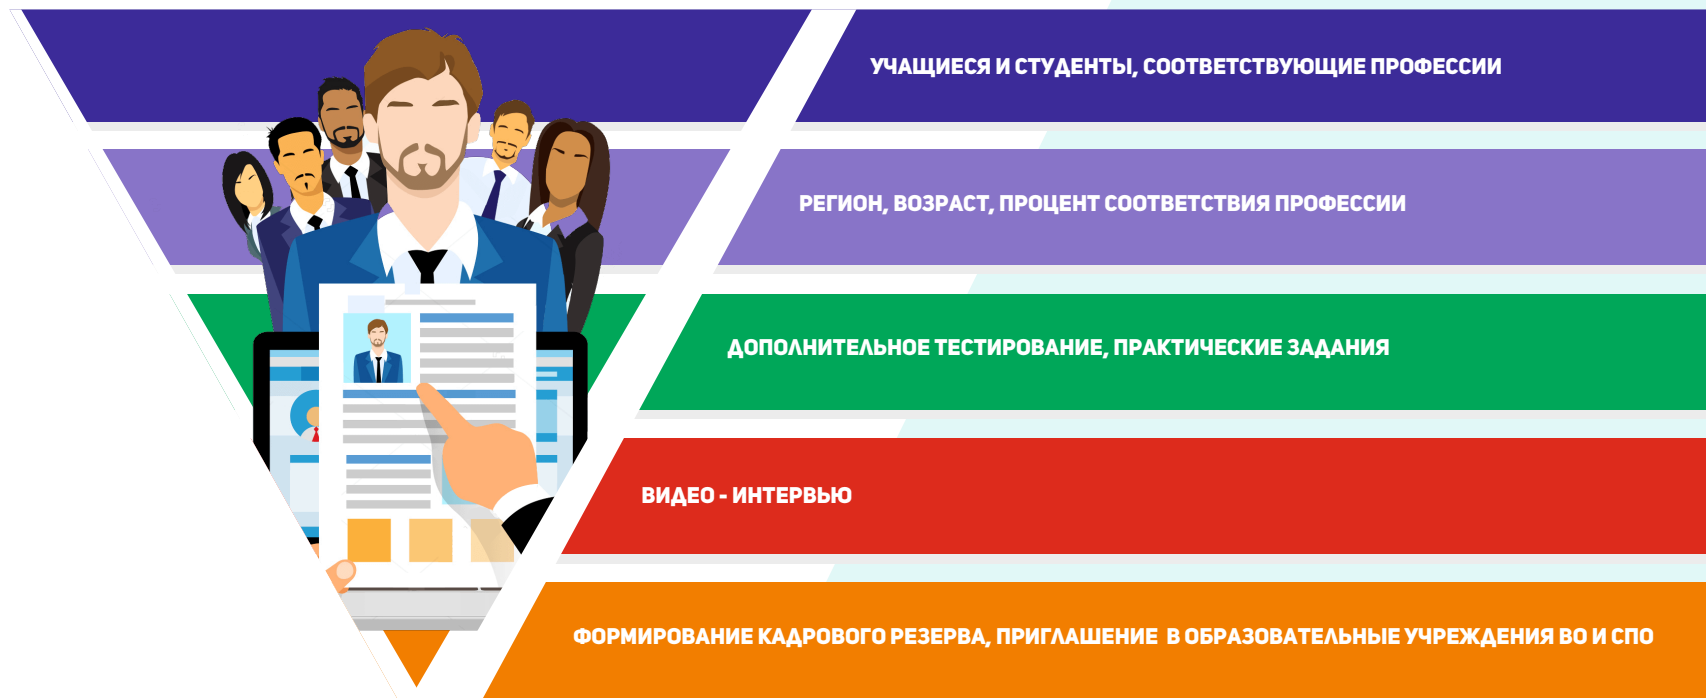 УЧАЩИЕСЯ И СТУДЕНТЫ, СООТВЕТСТВУЮЩИЕ ПРОФЕССИИ
РЕГИОН, ВОЗРАСТ, ПРОЦЕНТ СООТВЕТСТВИЯ ПРОФЕССИИ
ДОПОЛНИТЕЛЬНОЕ ТЕСТИРОВАНИЕ, ПРАКТИЧЕСКИЕ ЗАДАНИЯ
ВИДЕО - ИНТЕРВЬЮ
ФОРМИРОВАНИЕ КАДРОВОГО РЕЗЕРВА, ПРИГЛАШЕНИЕ В ОБРАЗОВАТЕЛЬНЫЕ УЧРЕЖДЕНИЯ ВО И СПО